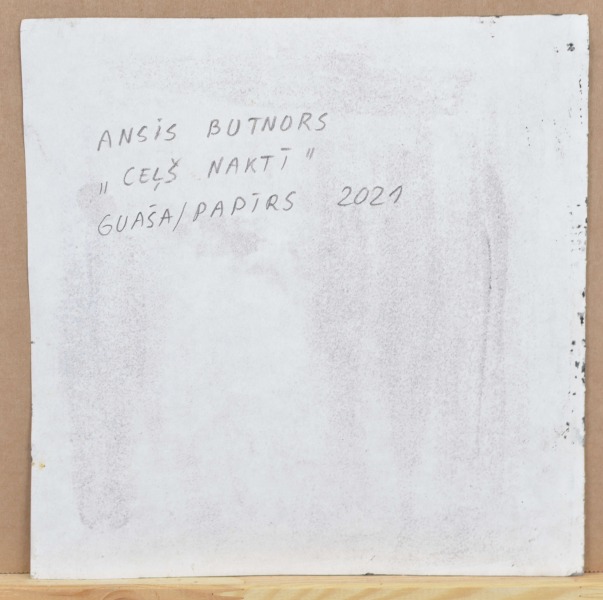 ANSIS BUTNORS
"CEĻŠ NAKTĪ"
GUAŠA/PAPĪRS 2021